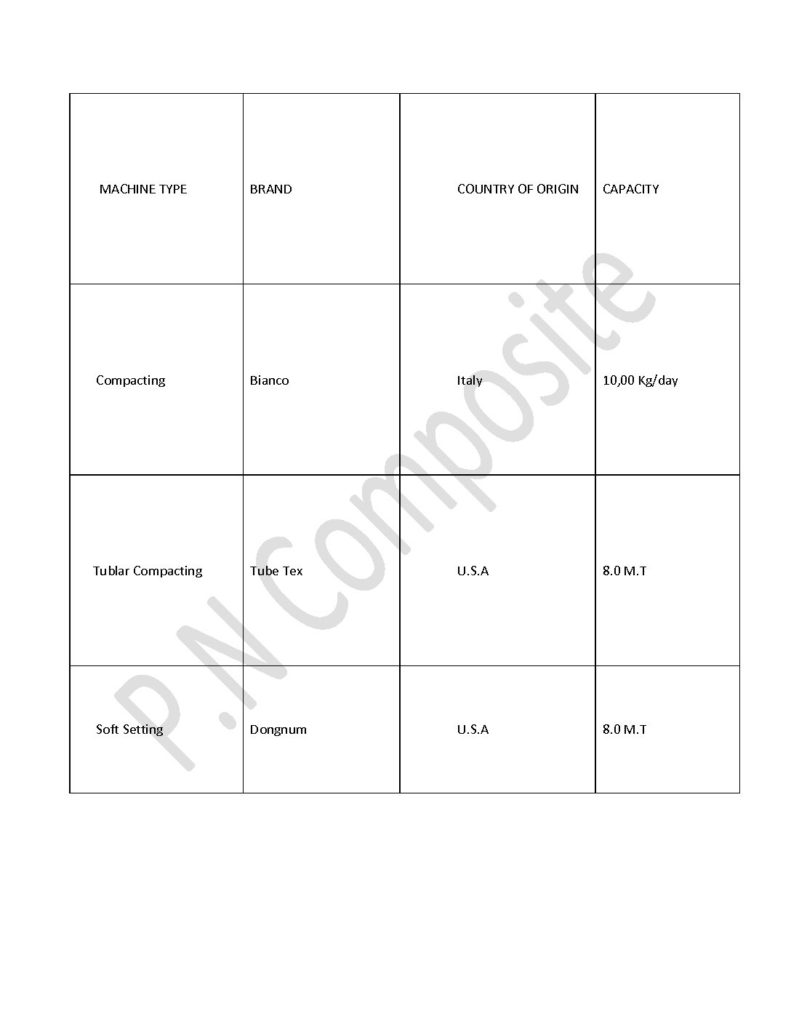 MACHINE TYPE BRAND COUNTRY OF ORIGIN CAPACITY
Compacting Bianco Italy 10,00 Kg/day
Tublar Compacting Tube Tex U.S.A 8.0 M.T
Soft Setting Dongnum U.S.A 8.0 M.T
P.N Composite